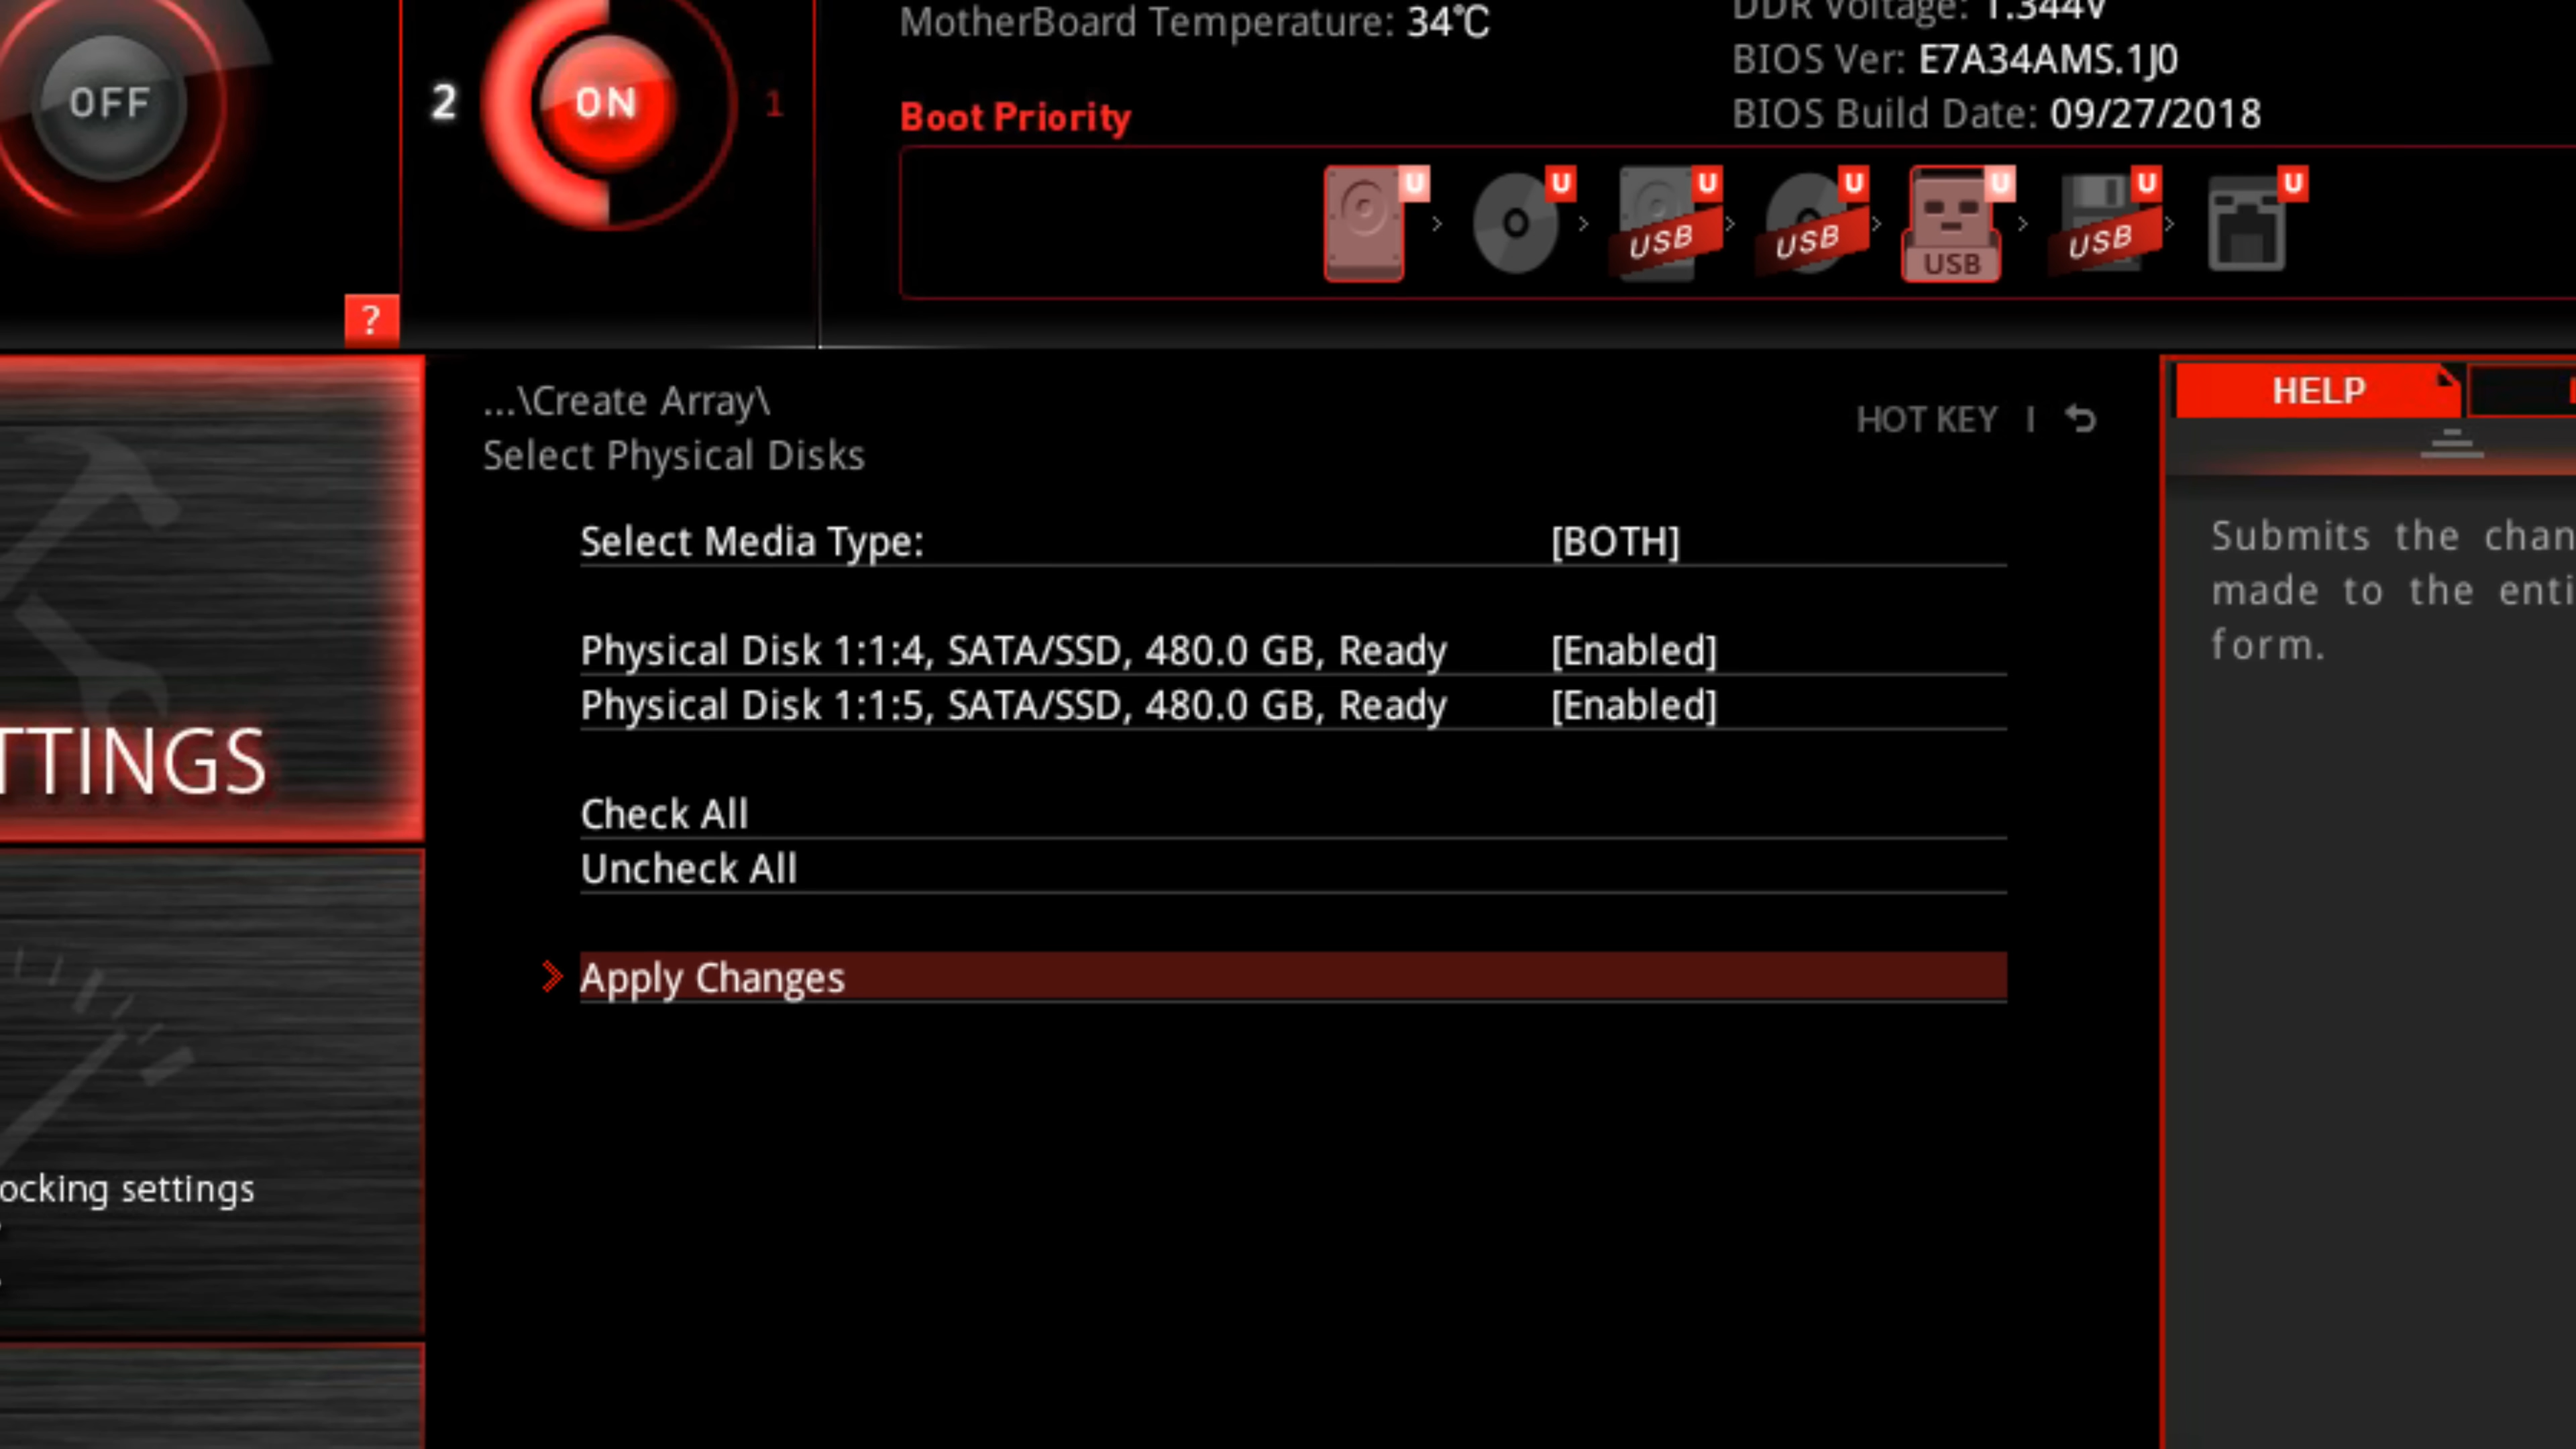 MotherBoard Temperature: 34°C
DDR Voltage: 1.344V
BIOS Ver: E7A34AMS.1J0
BIOS Build Date: 09/27/2018
OFF
2
ON
1
Boot Priority
U
U
U
U
U
U
U
USB
USB
USB
USB
?
...\Create Array\
Select Physical Disks
HOT KEY |
HELP
Select Media Type: [BOTH]
Physical Disk 1:1:4, SATA/SSD, 480.0 GB, Ready [Enabled]
Physical Disk 1:1:5, SATA/SSD, 480.0 GB, Ready [Enabled]
Check All
Uncheck All
Apply Changes
Submits the chan
made to the enti
form.
TTINGS
ocking settings